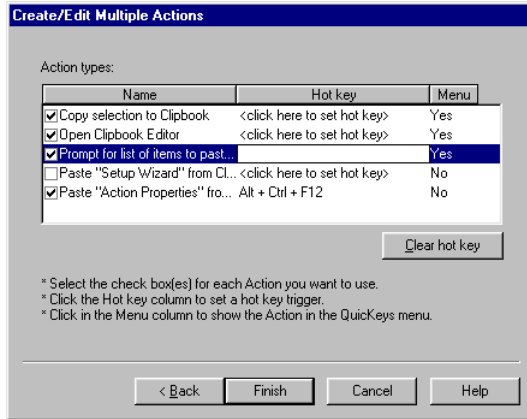 Create/Edit Multiple Actions
Action types:
Name Hot key Menu
Copy selection to Clipbook <click here to set hot key> Yes
Open Clipbook Editor <click here to set hot key> Yes
Prompt for list of items to past... Yes
Paste "Setup Wizard" from Cl... <click here to set hot key> No
Paste "Action Properties" fro... Alt + Ctrl + F12 No
Clear hot key
* Select the check box(es) for each Action you want to use.
* Click the Hot key column to set a hot key trigger.
* Click in the Menu column to show the Action in the QuicKeys menu.
< Back Finish Cancel Help